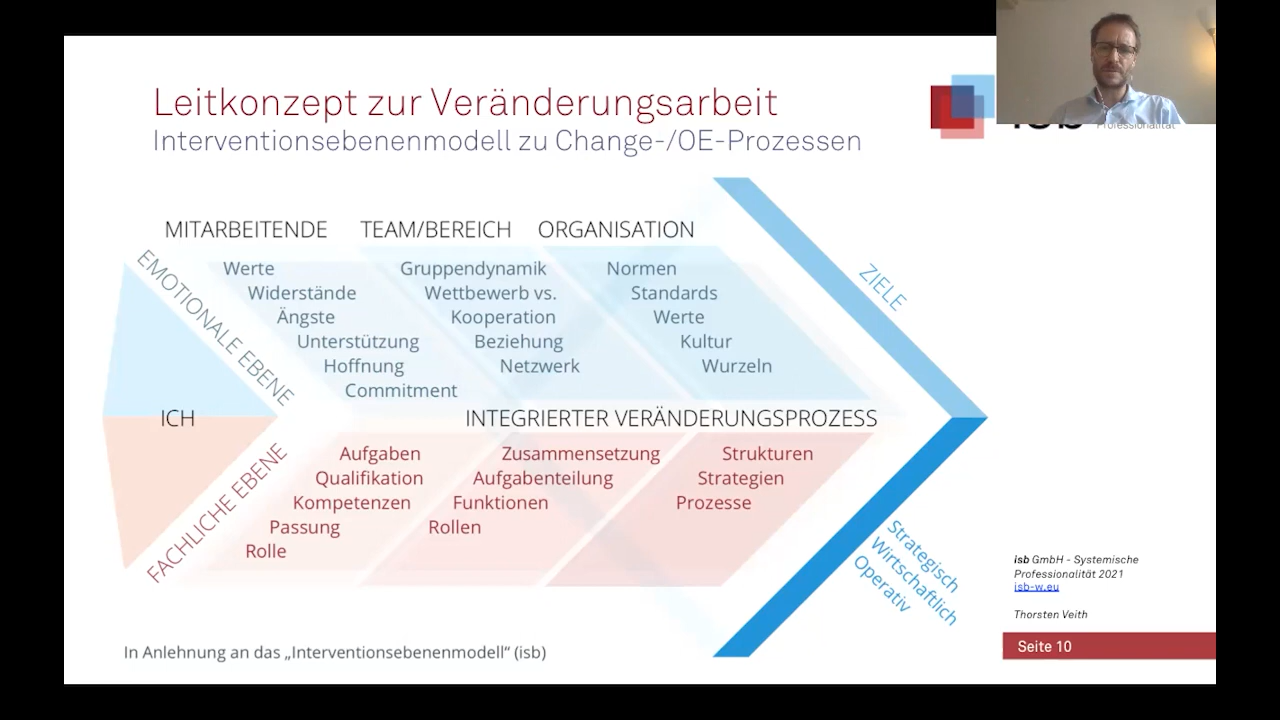 Leitkonzept zur Veränderungsarbeit
Interventionsebenenmodell zu Change-/OE-Prozessen
isb Professionalität
MITARBEITENDE
TEAM/BEREICH
ORGANISATION
EMOTIONALE EBENE
Werte
Widerstände
Ängste
Unterstützung
Hoffnung
Commitment
Gruppendynamik
Wettbewerb vs.
Kooperation
Beziehung
Netzwerk
Normen
Standards
Werte
Kultur
Wurzeln
ZIELE
ICH
INTEGRIERTER VERÄNDERUNGSPROZESS
FACHLICHE EBENE
Aufgaben
Qualifikation
Kompetenzen
Passung
Rolle
Zusammensetzung
Aufgabenteilung
Funktionen
Rollen
Strukturen
Strategien
Prozesse
Strategisch
Wirtschaftlich
Operativ
isb GmbH - Systemische
Professionalität 2021
isb-w.eu
Thorsten Veith
Seite 10
In Anlehnung an das „Interventionsebenenmodell“ (isb)